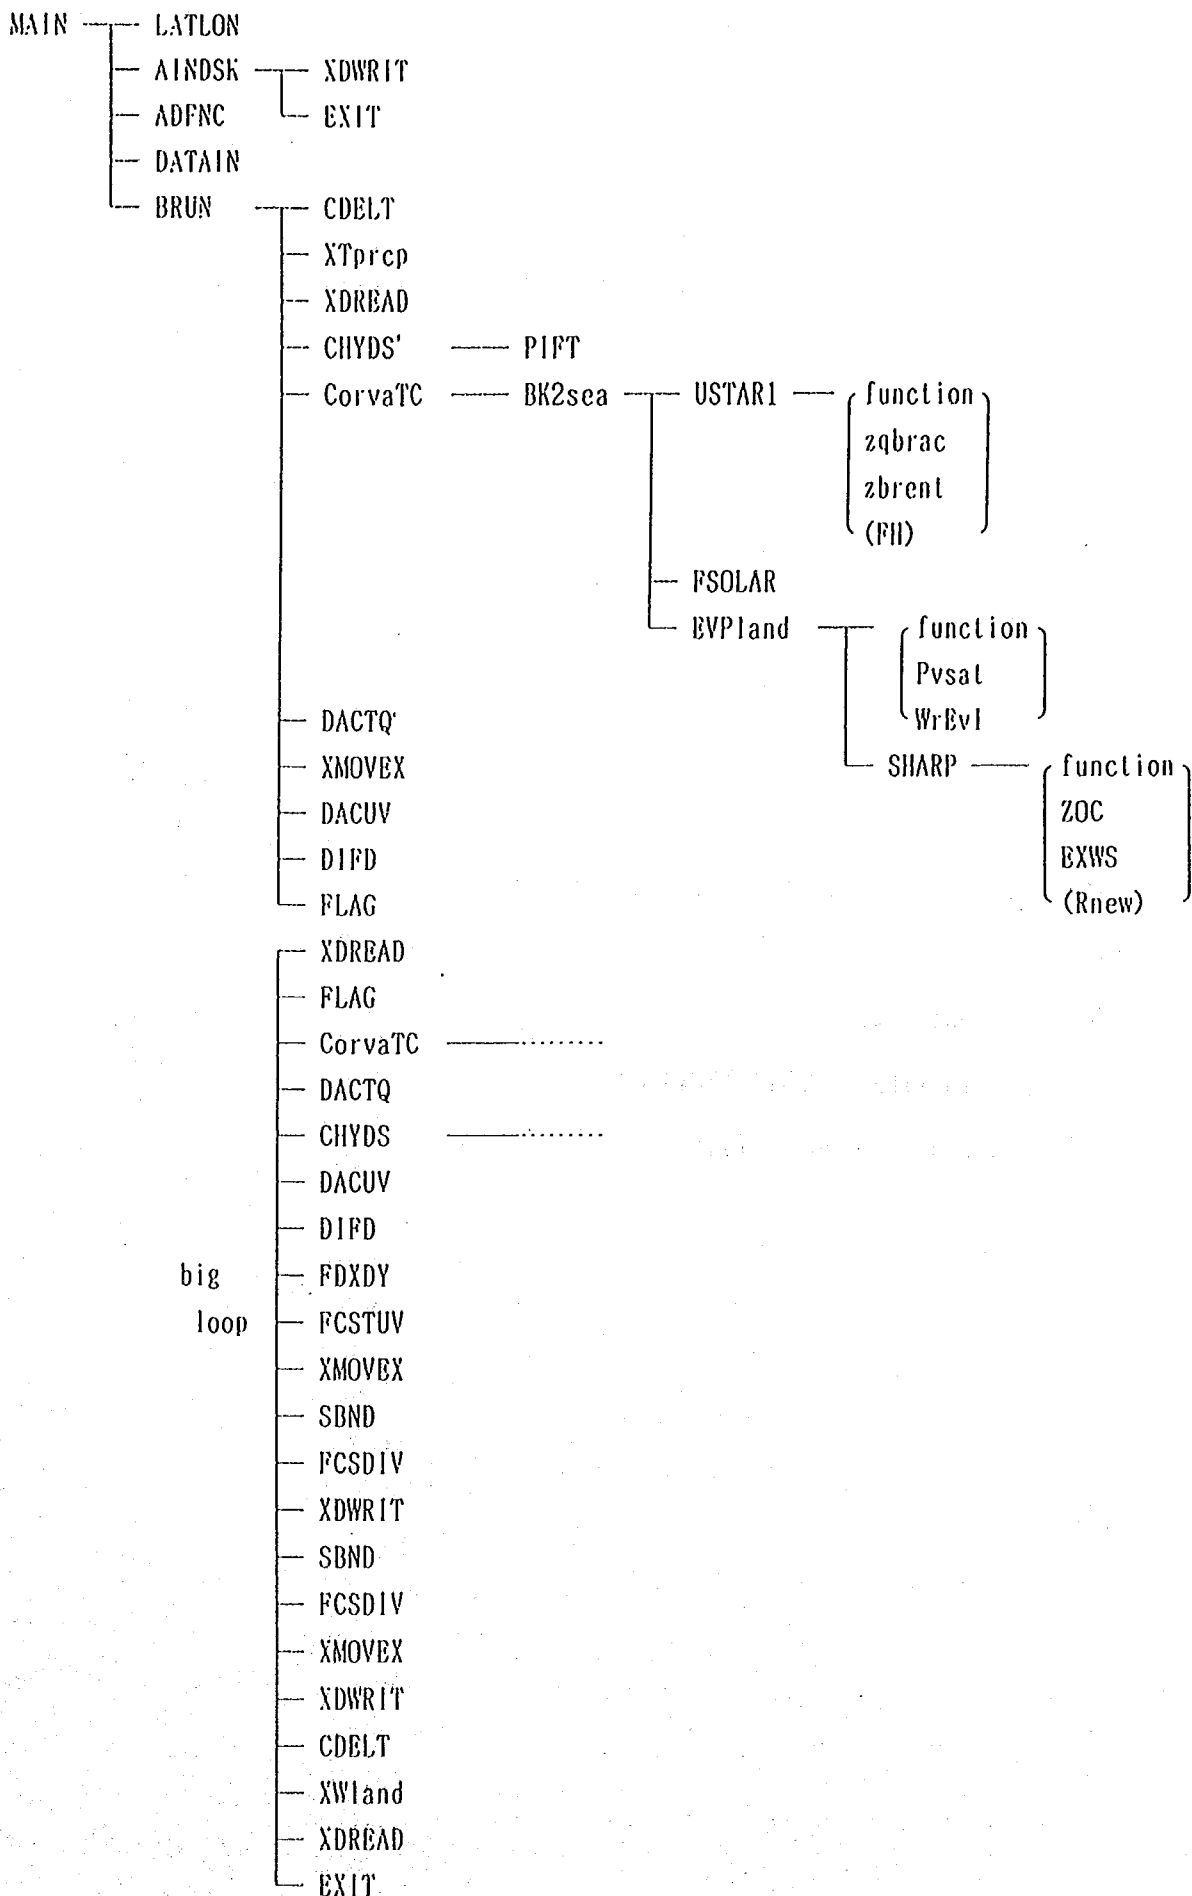 MAIN LATLON
AINDSK XDWRIT
ADFNC EXIT
DATAIN
BRUN CDELT
XTprcp
XDREAD
CHYDS' PIFT
CorvaTC BK2sea USTAR1 function
zqbrac
zbrent
(FH)
FSOLAR
EVPland function
Pvsat
WrEvl
DACTQ
XMOVEX SHARP function
DACUV ZOC
DIFD EXWS
FLAG (Rnew)
XDREAD
FLAG
CorvaTC ........
DACTQ
CHYDS ........
DACUV
DIFD
big FDXDY
loop FCSTUV
XMOVEX
SBND
FCSDIV
XDWRIT
SBND
FCSDIV
XMOVEX
XDWRIT
CDELT
XWland
XDREAD
EXIT